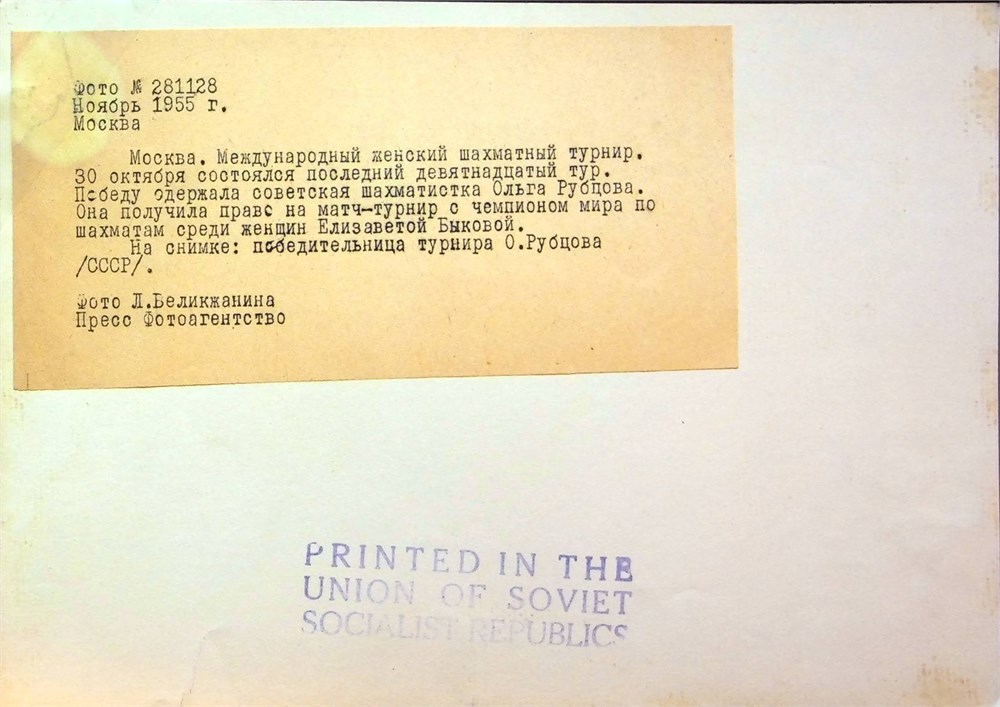 Фото № 281128
Ноябрь 1955 г.
Москва
Москва. Международный женский шахматный турнир.
30 октября состоялся последний девятнадцатый тур.
Победу одержала советская шахматистка Ольга Рубцова.
Она получила право на матч-турнир с чемпионом мира по
шахматам среди женщин Елизаветой Быковой.
На снимке: победительница турнира О.Рубцова
/СССР/.
Фото Л.Великжанина
Пресс Фотоагентство
PRINTED IN THE
UNION OF SOVIET
SOCIALIST REPUBLICS